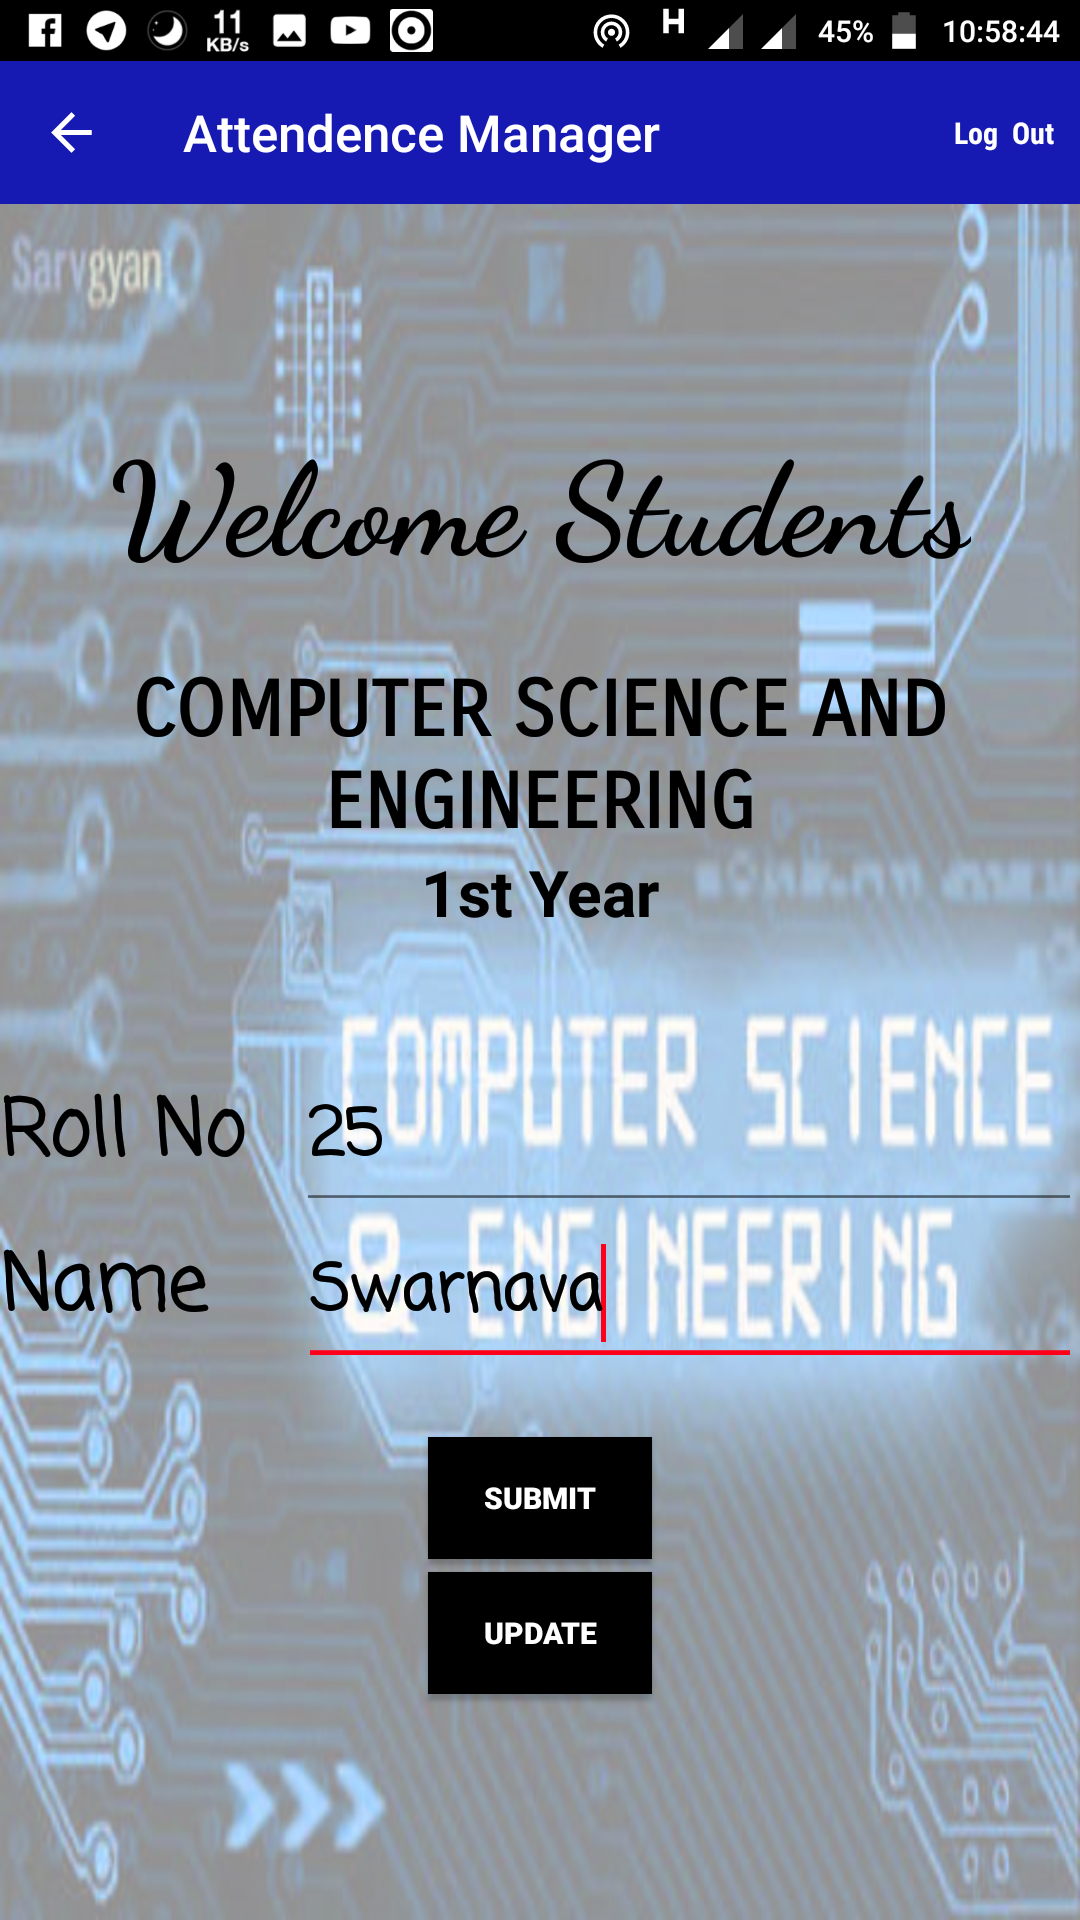 11 KB/s H 45% 10:58:44
Attendence Manager Log Out
Sarvgyan
Welcome Students
COMPUTER SCIENCE AND
ENGINEERING
1st Year
COMPUTER SCIENCE
Roll No 25
& ENGINEERING
Name Swarnava
SUBMIT
UPDATE